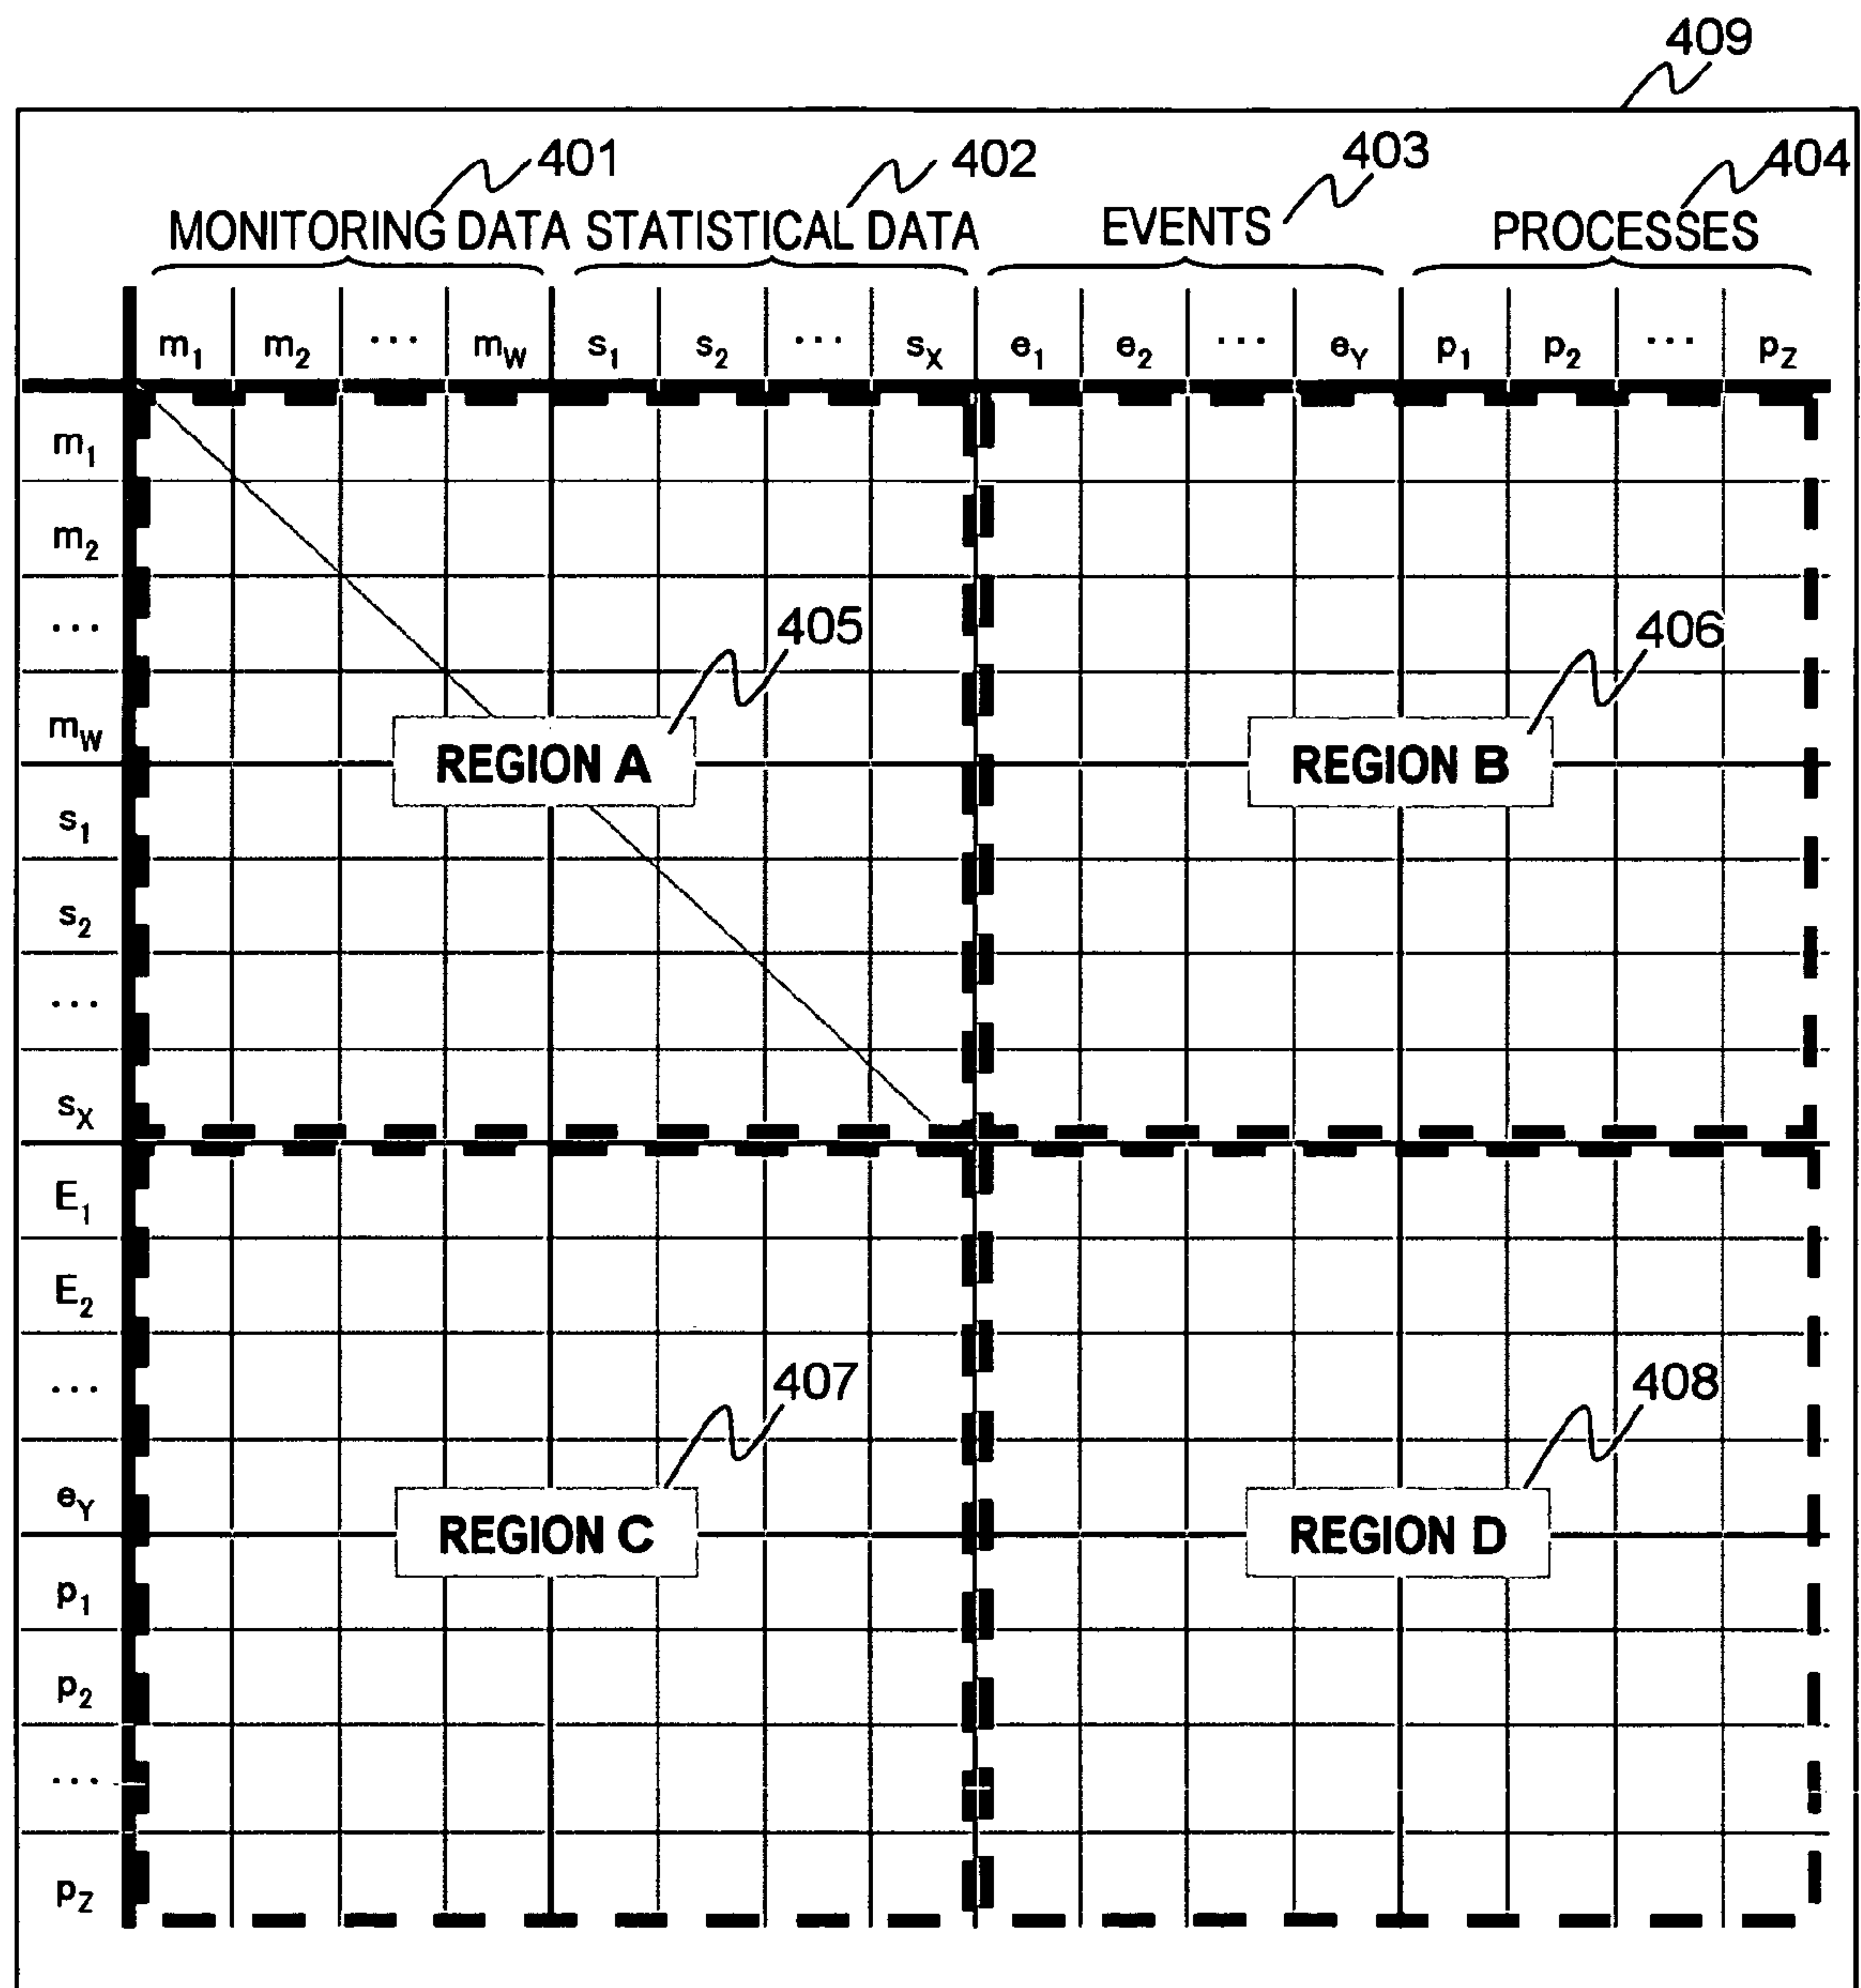 409
401 402 403 404
MONITORING DATA STATISTICAL DATA EVENTS PROCESSES
m1 m2 ... mW s1 s2 ... sX e1 e2 ... eY p1 p2 ... pZ
m1
m2
...
405 406
mW
REGION A REGION B
s1
s2
...
sX
E1
E2
...
407 408
eY
REGION C REGION D
p1
p2
...
pZ